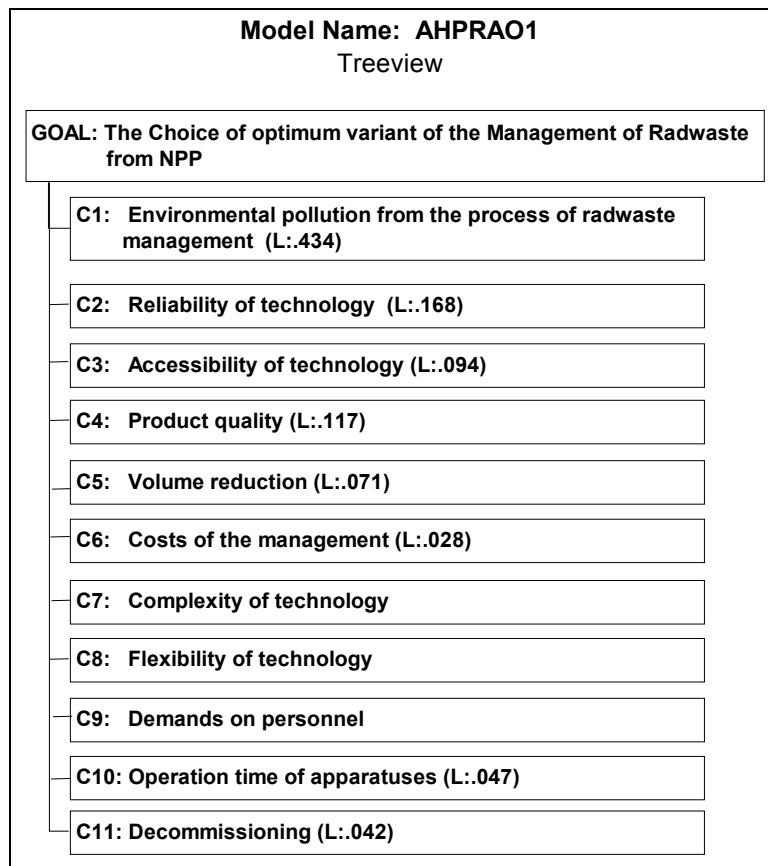 Model Name: AHPRAO1
Treeview
GOAL: The Choice of optimum variant of the Management of Radwaste
from NPP
C1: Environmental pollution from the process of radwaste
management (L:.434)
C2: Reliability of technology (L:.168)
C3: Accessibility of technology (L:.094)
C4: Product quality (L:.117)
C5: Volume reduction (L:.071)
C6: Costs of the management (L:.028)
C7: Complexity of technology
C8: Flexibility of technology
C9: Demands on personnel
C10: Operation time of apparatuses (L:.047)
C11: Decommissioning (L:.042)